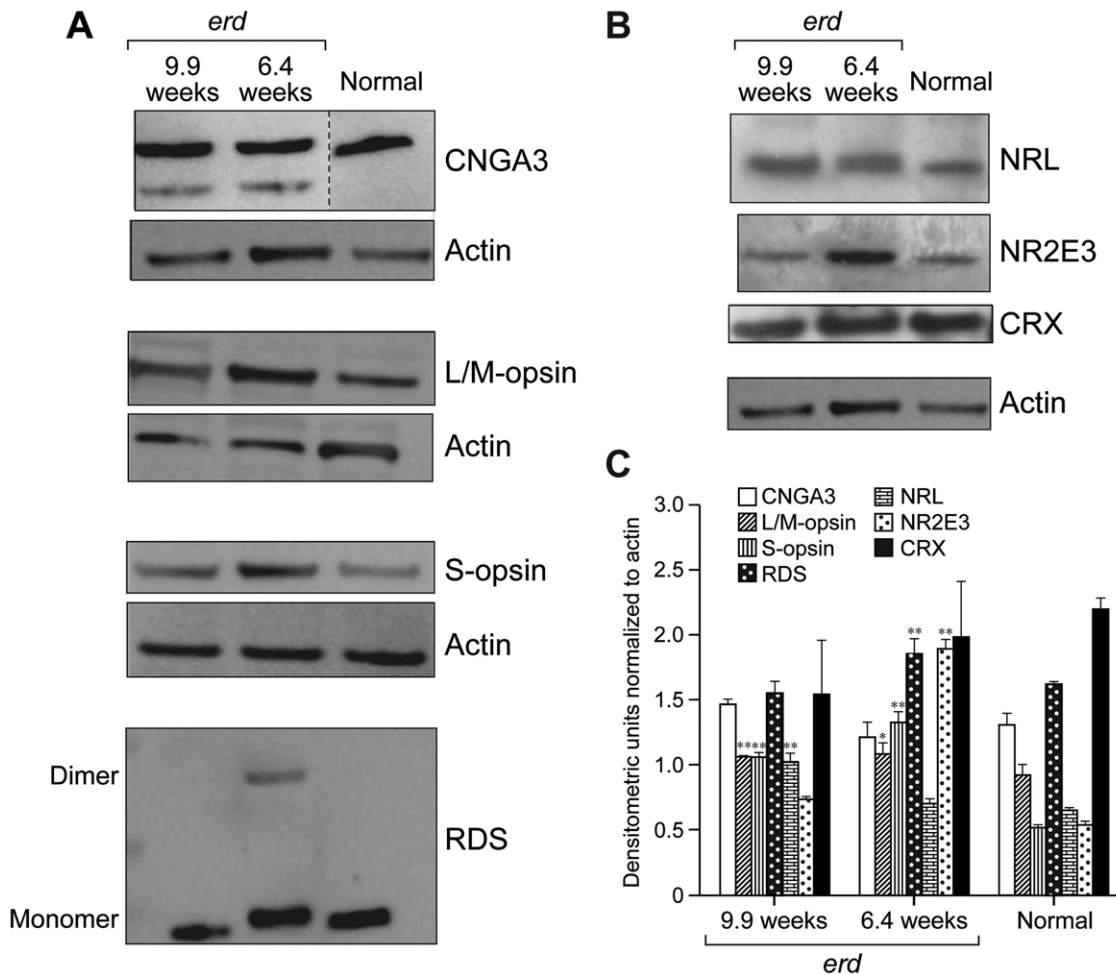 A
erd
9.9 weeks
6.4 weeks
Normal
CNGA3
Actin
L/M-opsin
Actin
S-opsin
Actin
Dimer
RDS
Monomer
B
erd
9.9 weeks
6.4 weeks
Normal
NRL
NR2E3
CRX
Actin
C
CNGA3
L/M-opsin
S-opsin
RDS
NRL
NR2E3
CRX
Densitometric units normalized to actin
3.0
2.5
2.0
1.5
1.0
0.5
0
**** **
* ** ** **
9.9 weeks
6.4 weeks
Normal
erd